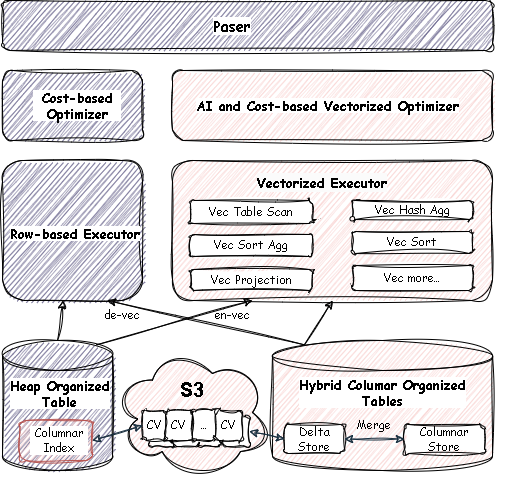 Paser
Cost-based
Optimizer
AI and Cost-based Vectorized Optimizer
Row-based Executor
Vectorized Executor
Vec Table Scan
Vec Hash Agg
Vec Sort Agg
Vec Sort
Vec Projection
Vec more...
de-vec
en-vec
Heap Organized
Table
Columnar
Index
S3
CV
CV
...
CV
Hybrid Columar Organized
Tables
Delta
Store
Merge
Columnar
Store